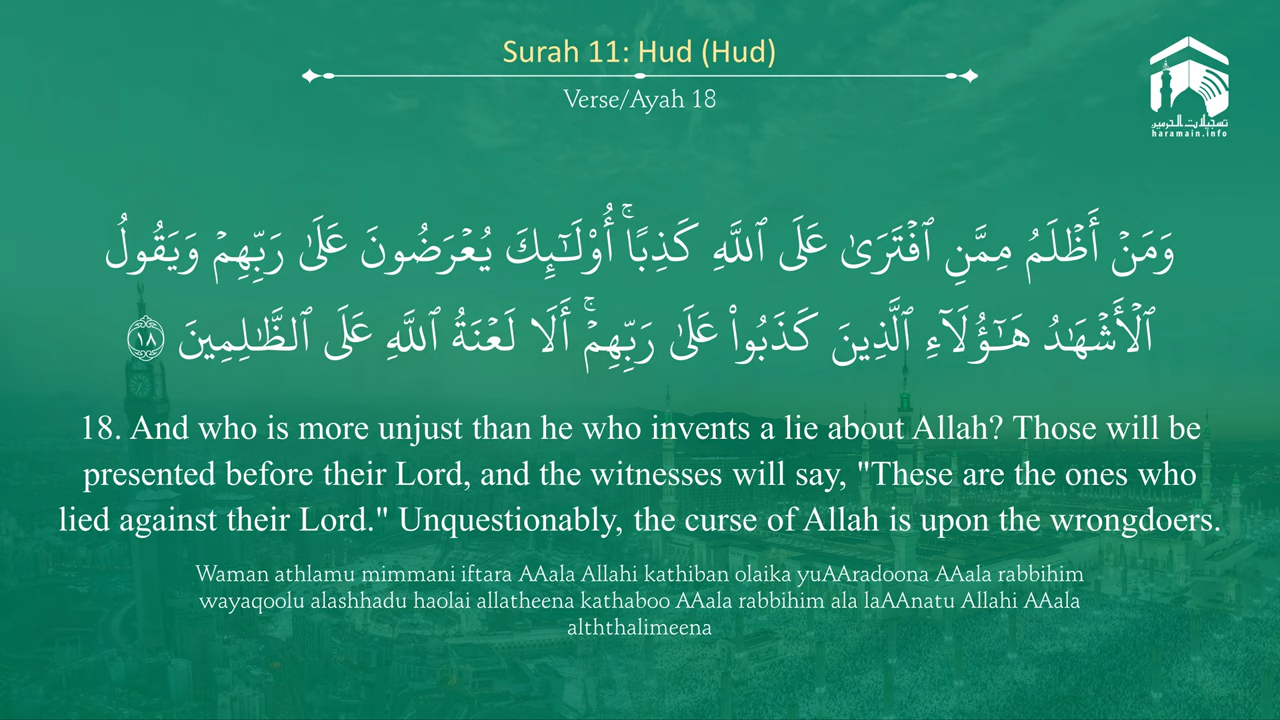 Surah 11: Hud (Hud)
Verse/Ayah 18
تسجيلات الحرمين
haramain.info
وَمَنۡ أَظۡلَمُ مِمَّنِ ٱفۡتَرَىٰ عَلَى ٱللَّهِ كَذِبًاۚ أُوْلَـٰٓئِكَ يُعۡرَضُونَ عَلَىٰ رَبِّهِمۡ وَيَقُولُ
ٱلۡأَشۡهَـٰدُ هَـٰٓؤُلَآءِ ٱلَّذِينَ كَذَبُواْ عَلَىٰ رَبِّهِمۡۚ أَلَا لَعۡنَةُ ٱللَّهِ عَلَى ٱلظَّـٰلِمِينَ ١٨
18. And who is more unjust than he who invents a lie about Allah? Those will be
presented before their Lord, and the witnesses will say, "These are the ones who
lied against their Lord." Unquestionably, the curse of Allah is upon the wrongdoers.
Waman athlamu mimmani iftara AAala Allahi kathiban olaika yuAAradoona AAala rabbihim
wayaqoolu alashhadu haolai allatheena kathaboo AAala rabbihim ala laAAnatu Allahi AAala
alththalimeena